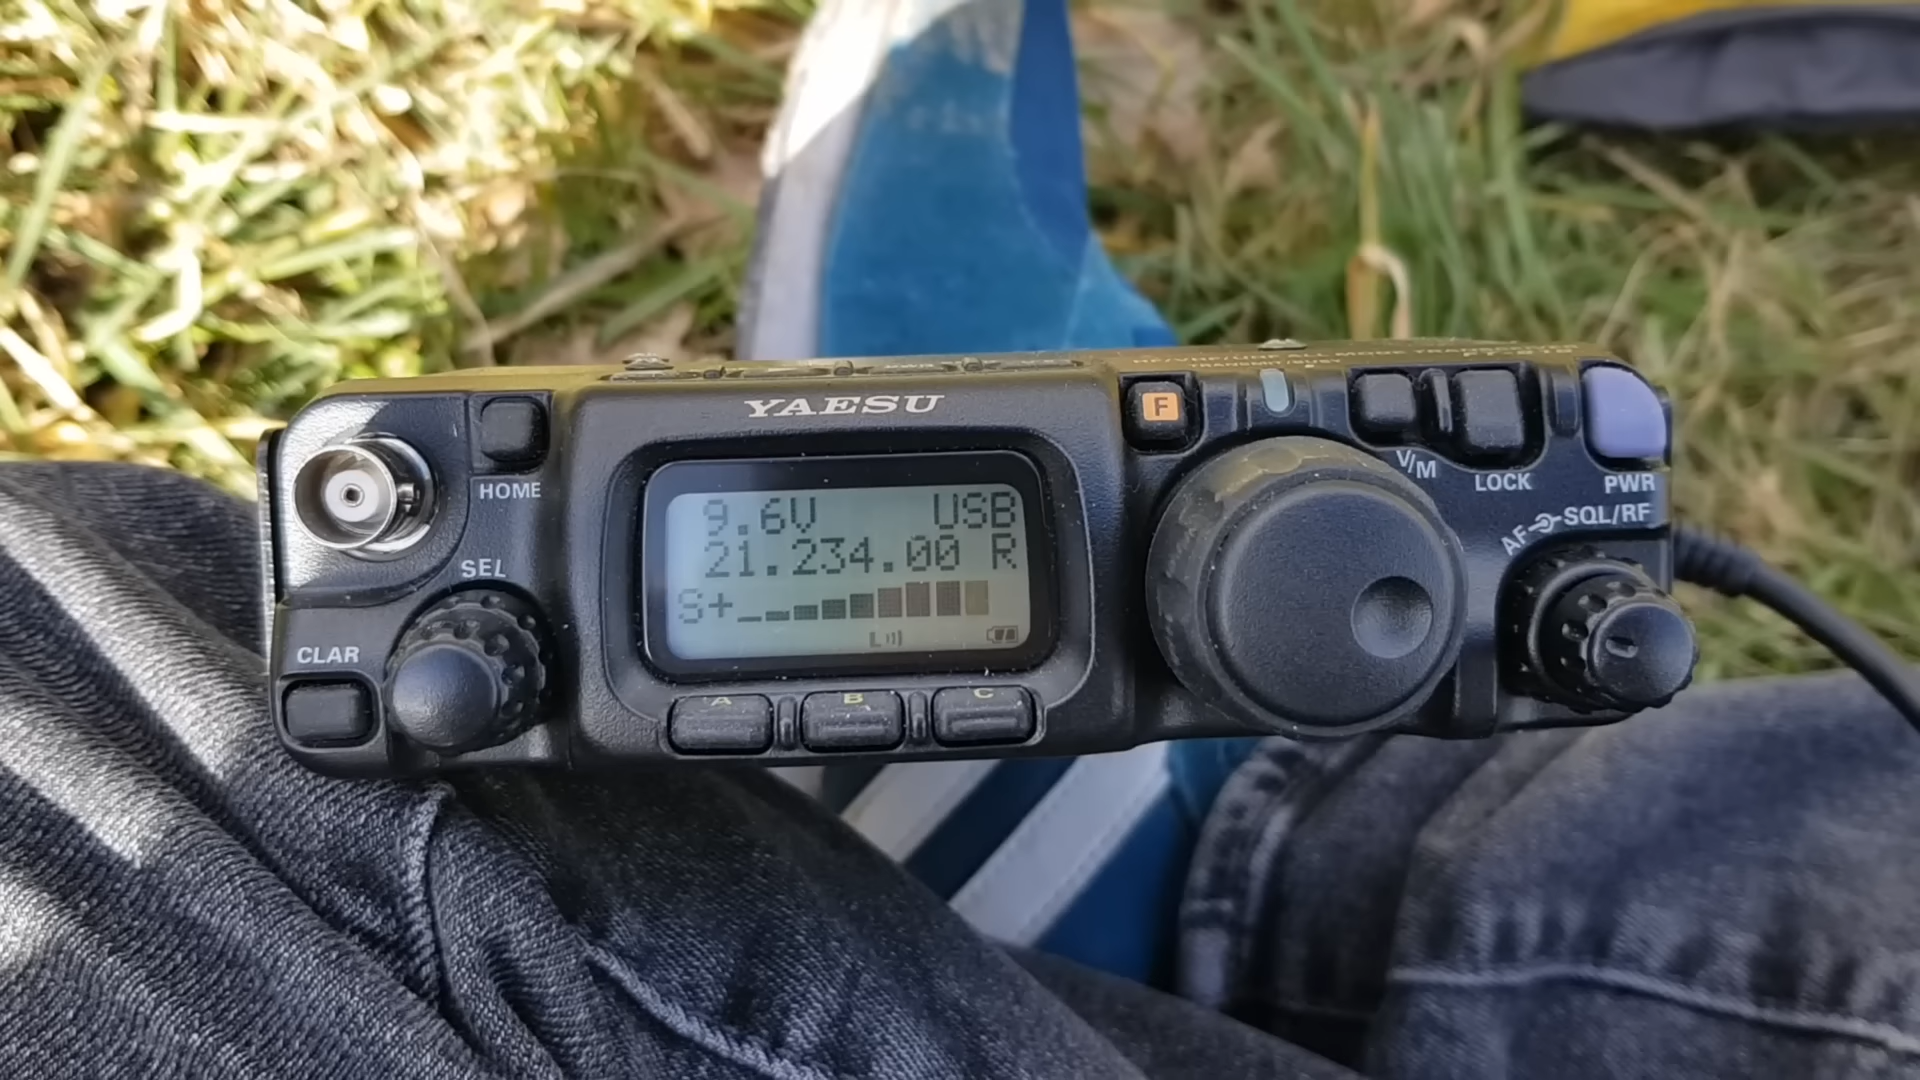 YAESU
F
HOME
9.6V USB
21.234.00 R
S+
SEL
CLAR
A B C
V/M
LOCK
PWR
AF SQL/RF